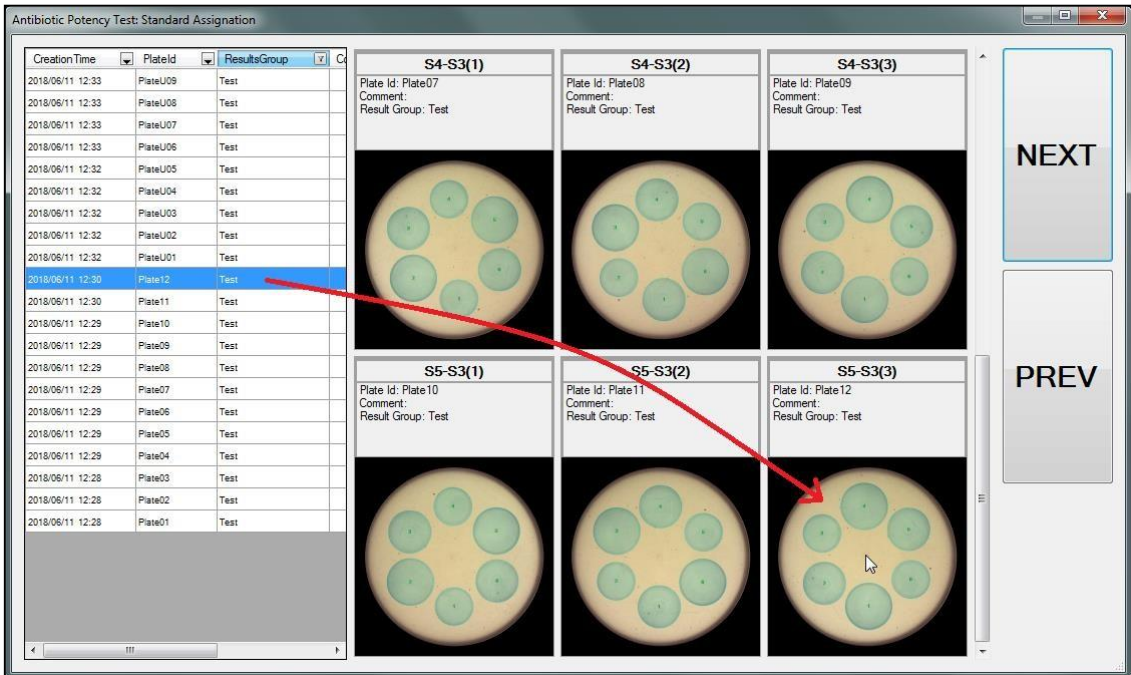 Antibiotic Potency Test: Standard Assignation
CreationTime PlateId ResultsGroup Co
2018/06/11 12:33 PlateU09 Test
2018/06/11 12:33 PlateU08 Test
2018/06/11 12:33 PlateU07 Test
2018/06/11 12:33 PlateU06 Test
2018/06/11 12:32 PlateU05 Test
2018/06/11 12:32 PlateU04 Test
2018/06/11 12:32 PlateU03 Test
2018/06/11 12:32 PlateU02 Test
2018/06/11 12:32 PlateU01 Test
2018/06/11 12:30 Plate12 Test
2018/06/11 12:30 Plate11 Test
2018/06/11 12:29 Plate10 Test
2018/06/11 12:29 Plate09 Test
2018/06/11 12:29 Plate08 Test
2018/06/11 12:29 Plate07 Test
2018/06/11 12:29 Plate06 Test
2018/06/11 12:29 Plate05 Test
2018/06/11 12:29 Plate04 Test
2018/06/11 12:28 Plate03 Test
2018/06/11 12:28 Plate02 Test
2018/06/11 12:28 Plate01 Test
S4-S3(1)
Plate Id: Plate07
Comment:
Result Group: Test
S4-S3(2)
Plate Id: Plate08
Comment:
Result Group: Test
S4-S3(3)
Plate Id: Plate09
Comment:
Result Group: Test
S5-S3(1)
Plate Id: Plate10
Comment:
Result Group: Test
S5-S3(2)
Plate Id: Plate11
Comment:
Result Group: Test
S5-S3(3)
Plate Id: Plate12
Comment:
Result Group: Test
NEXT
PREV